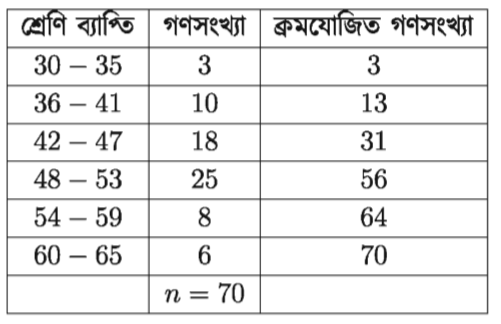 শ্রেণি ব্যাপ্তি গণসংখ্যা ক্রমযোজিত গণসংখ্যা
30 – 35 3 3
36 – 41 10 13
42 – 47 18 31
48 – 53 25 56
54 – 59 8 64
60 – 65 6 70
n = 70